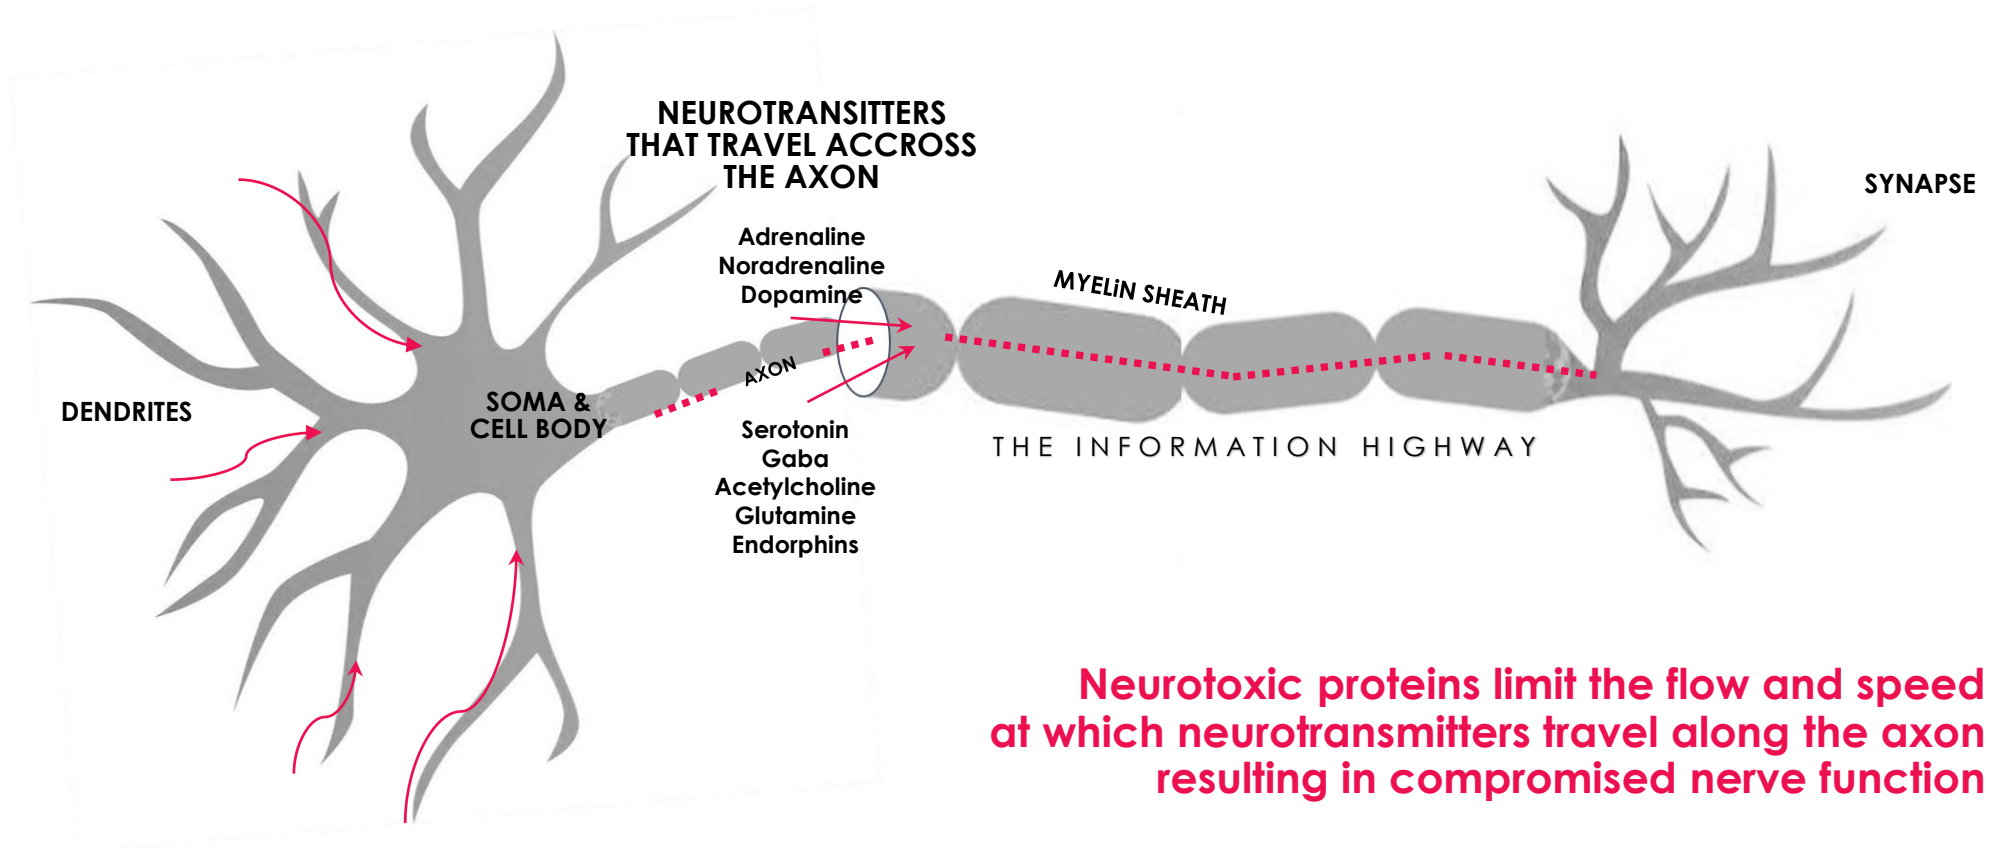 NEUROTRANSITTERS
THAT TRAVEL ACCROSS
THE AXON
SYNAPSE
Adrenaline
Noradrenaline
Dopamine
MYELiN SHEATH
AXON
DENDRITES
SOMA &
CELL BODY
Serotonin
Gaba
Acetylcholine
Glutamine
Endorphins
THE INFORMATION HIGHWAY
Neurotoxic proteins limit the flow and speed
at which neurotransmitters travel along the axon
resulting in compromised nerve function